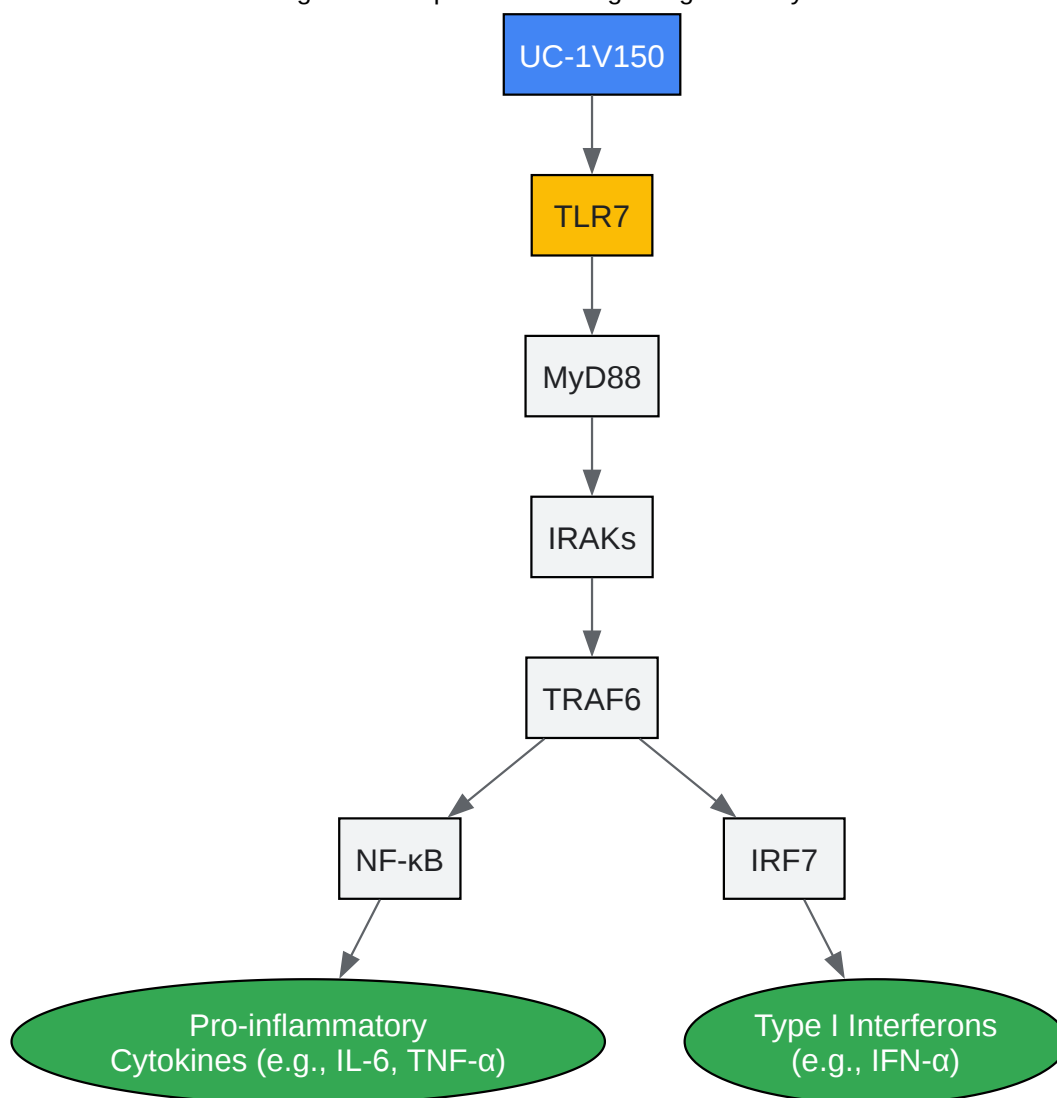 UC-1V150
TLR7
MyD88
IRAKs
TRAF6
NF-κB
IRF7
Pro-inflammatory
Cytokines (e.g., IL-6, TNF-α)
Type I Interferons
(e.g., IFN-α)